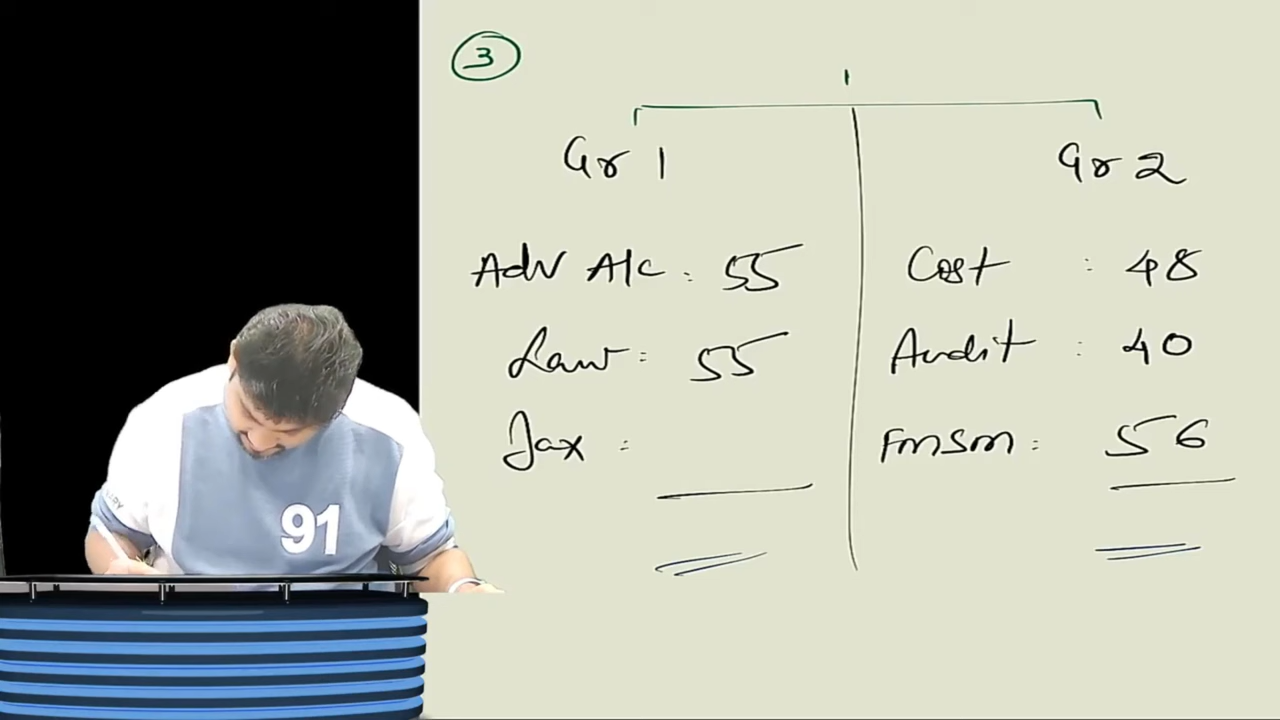 3
Gr 1
Gr 2
Adv A/c : 55
Cost : 48
Law : 55
Audit : 40
Tax :
FMSM : 56
91